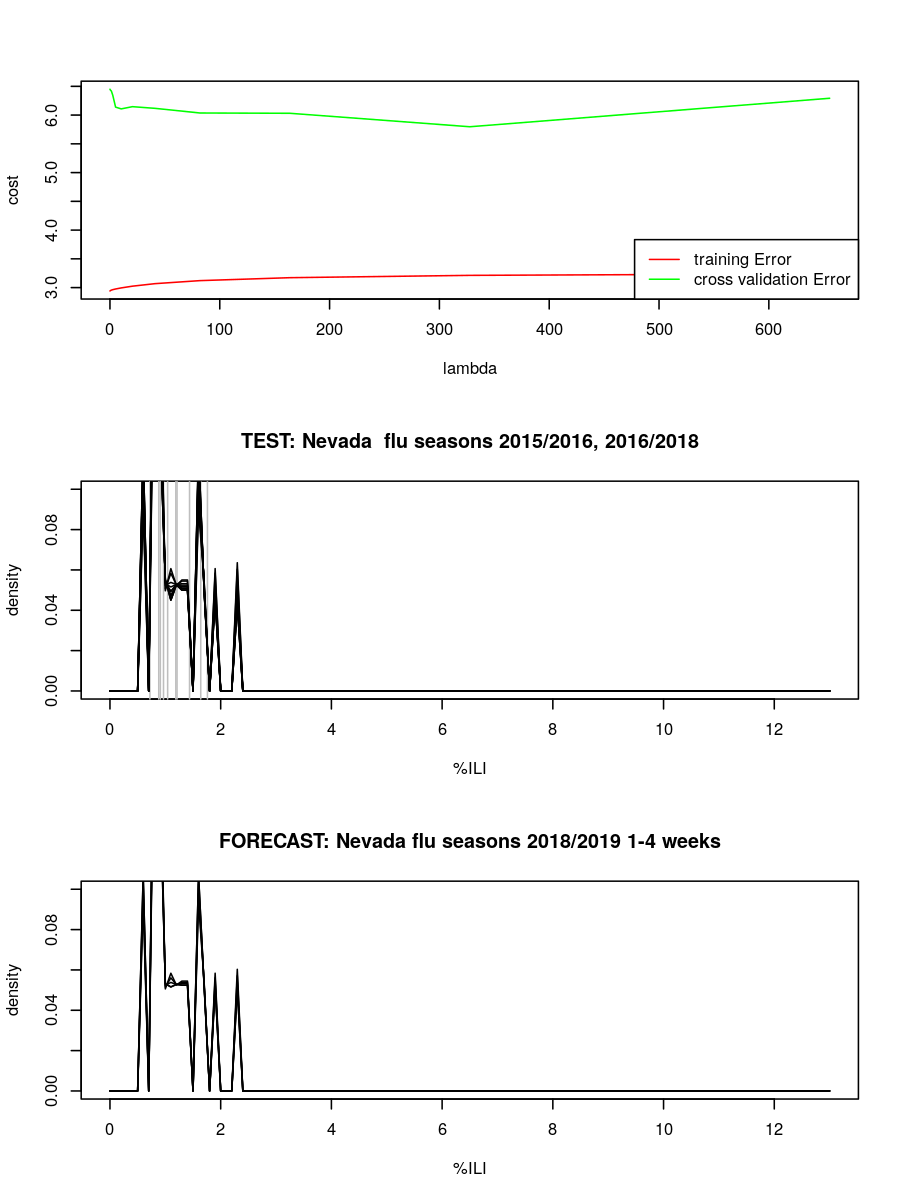 6.0
5.0
4.0
3.0
cost
training Error
cross validation Error
0 100 200 300 400 500 600
lambda
TEST: Nevada  flu seasons 2015/2016, 2016/2018
0.08
0.04
0.00
density
0 2 4 6 8 10 12
%ILI
FORECAST: Nevada flu seasons 2018/2019 1-4 weeks
0.08
0.04
0.00
density
0 2 4 6 8 10 12
%ILI